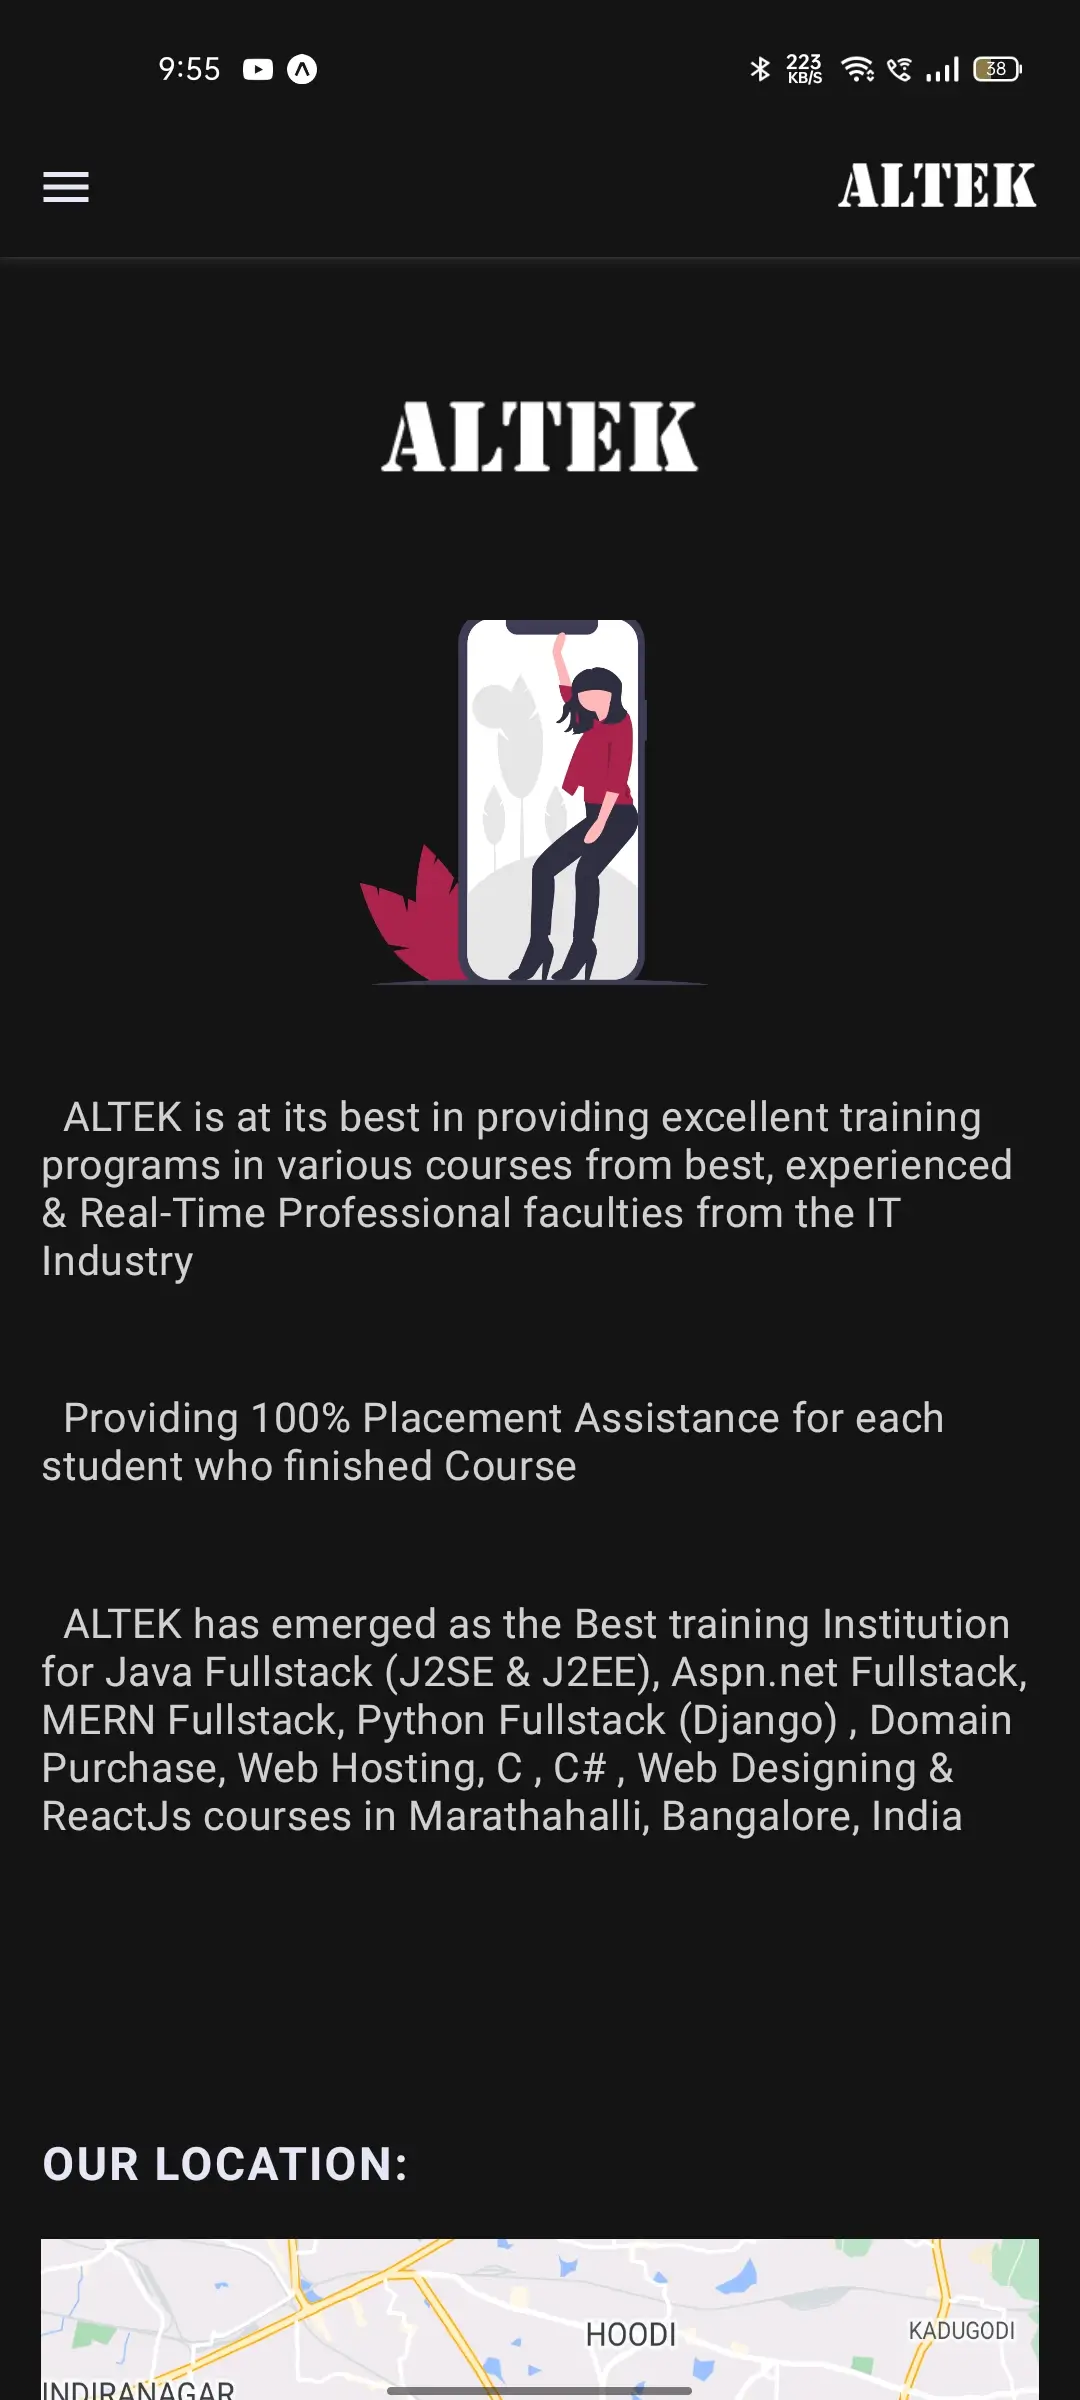 9:55 223 KB/S 38
ALTEK
ALTEK
ALTEK is at its best in providing excellent training
programs in various courses from best, experienced
& Real-Time Professional faculties from the IT
Industry
Providing 100% Placement Assistance for each
student who finished Course
ALTEK has emerged as the Best training Institution
for Java Fullstack (J2SE & J2EE), Aspn.net Fullstack,
MERN Fullstack, Python Fullstack (Django) , Domain
Purchase, Web Hosting, C , C# , Web Designing &
ReactJs courses in Marathahalli, Bangalore, India
OUR LOCATION:
HOODI
KADUGODI
INDIRANAGAR